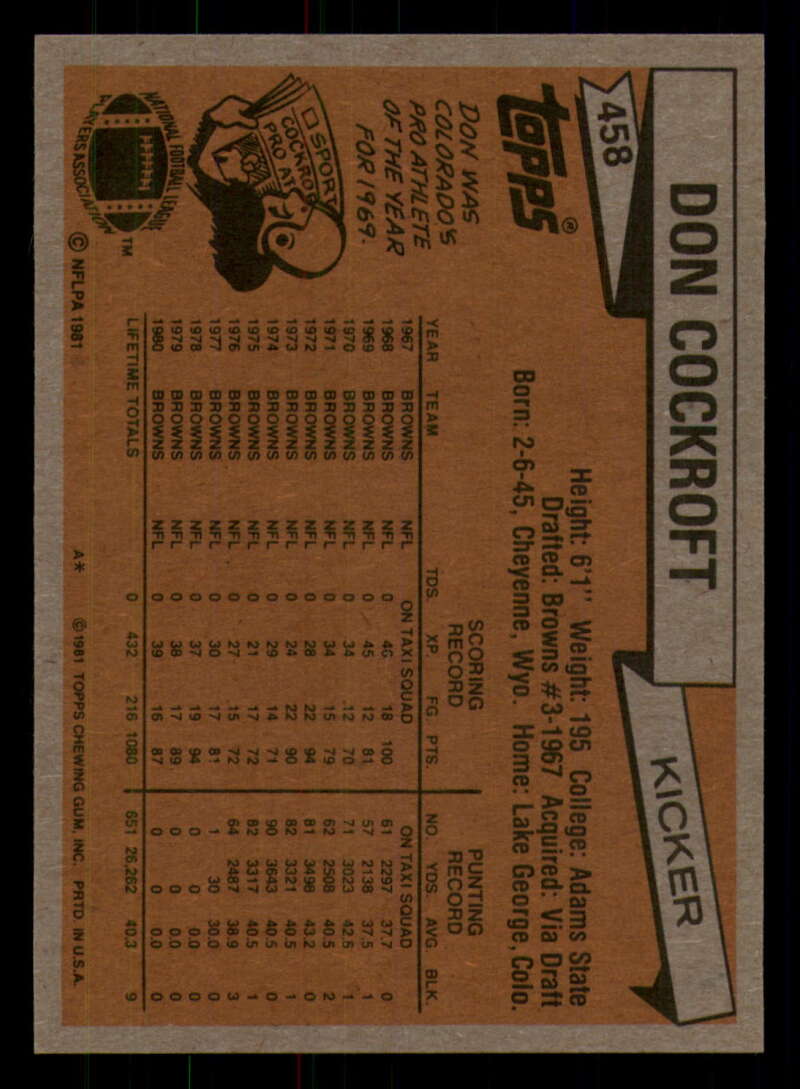 458
DON COCKROFT
KICKER
TOPPS®
Height: 6'1" Weight: 195 College: Adams State
Drafted: Browns #3-1967 Acquired: Via Draft
Born: 2-6-45, Cheyenne, Wyo. Home: Lake George, Colo.
DON WAS
COLORADO'S
PRO ATHLETE
OF THE YEAR
FOR 1969.
SPORT
COCKRO
PRO AT
SCORING RECORD PUNTING RECORD
YEAR TEAM TDS. XP. FG. PTS. NO. YDS. AVG. BLK.
1967 BROWNS NFL ON TAXI SQUAD ON TAXI SQUAD
1968 BROWNS NFL 0 46 18 100 61 2297 37.7 0
1969 BROWNS NFL 0 45 12 81 57 2138 37.5 1
1970 BROWNS NFL 0 34 12 70 71 3023 42.6 1
1971 BROWNS NFL 0 34 15 79 62 2508 40.5 2
1972 BROWNS NFL 0 28 22 94 81 3498 43.2 0
1973 BROWNS NFL 0 24 22 90 82 3321 40.5 1
1974 BROWNS NFL 0 29 14 71 90 3643 40.5 0
1975 BROWNS NFL 0 21 17 72 82 3317 40.5 1
1976 BROWNS NFL 0 27 15 72 64 2487 38.9 3
1977 BROWNS NFL 0 30 17 81 1 30 30.0 0
1978 BROWNS NFL 0 37 19 94 0 0 0.0 0
1979 BROWNS NFL 0 38 17 89 0 0 0.0 0
1980 BROWNS NFL 0 39 16 87 0 0 0.0 0
LIFETIME TOTALS 0 432 216 1080 651 26,262 40.3 9
NATIONAL FOOTBALL LEAGUE
PLAYERS ASSOCIATION
TM
© NFLPA 1981
A* © 1981 TOPPS CHEWING GUM, INC. PRTD. IN U.S.A.